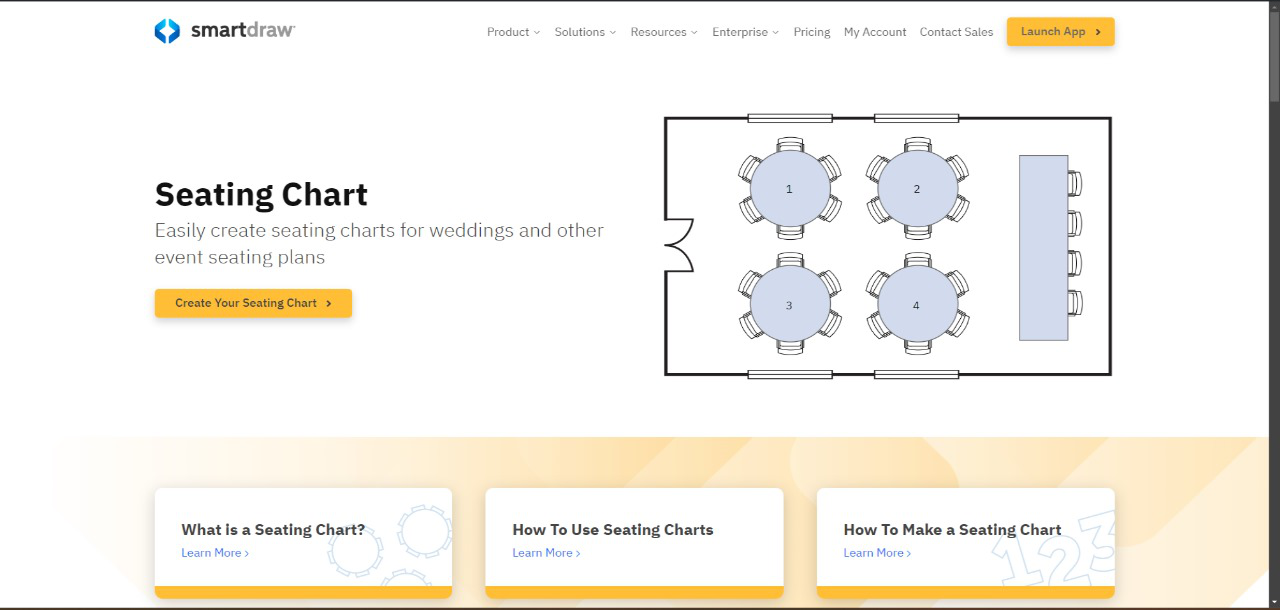 smartdraw
Product
Solutions
Resources
Enterprise
Pricing
My Account
Contact Sales
Launch App
Seating Chart
Easily create seating charts for weddings and other
event seating plans
Create Your Seating Chart
1
2
3
4
What is a Seating Chart?
Learn More
How To Use Seating Charts
Learn More
How To Make a Seating Chart
Learn More
123